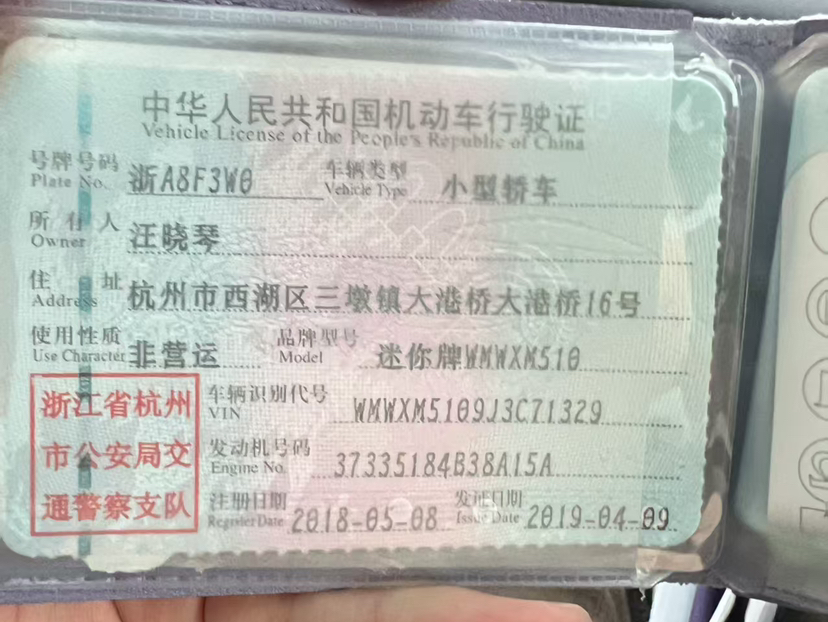 中华人民共和国机动车行驶证
Vehicle License of the People's Republic of China
号牌号码 浙A8F3W0 车辆类型 小型轿车
Plate No. Vehicle Type
所有人 汪晓琴
Owner
住址 杭州市西湖区三墩镇大港桥大港桥16号
Address
使用性质 非营运 品牌型号 迷你牌WMWXM510
Use Character Model
浙江省杭州
市公安局交
通警察支队
车辆识别代号 WMWXM5109J3C71329
VIN
发动机号码 37335184B38A15A
Engine No.
注册日期 2018-05-08 发证日期 2019-04-09
Register Date Issue Date